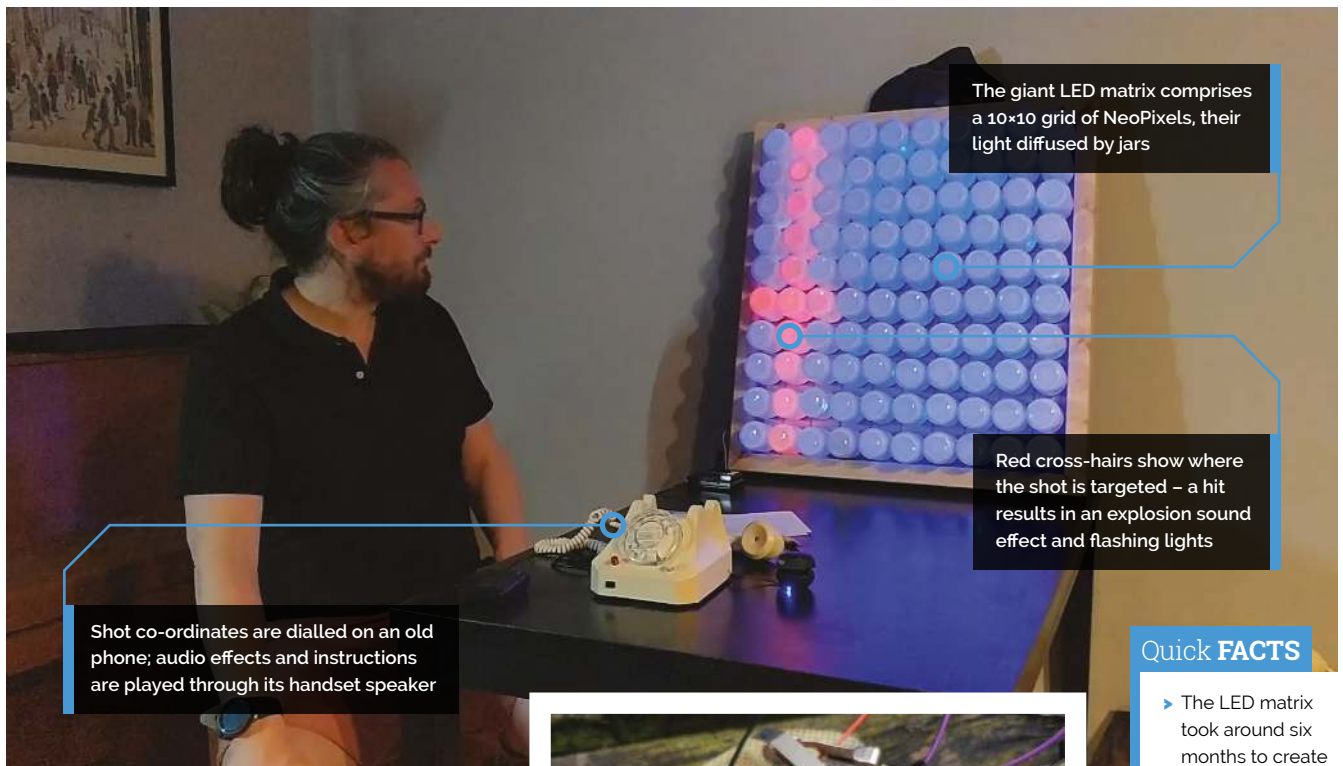 The giant LED matrix comprises
a 10×10 grid of NeoPixels, their
light diffused by jars
Red cross-hairs show where
the shot is targeted – a hit
results in an explosion sound
effect and flashing lights
Shot co-ordinates are dialled on an old
phone; audio effects and instructions
are played through its handset speaker
Quick FACTS
> The LED matrix
took around six
months to create